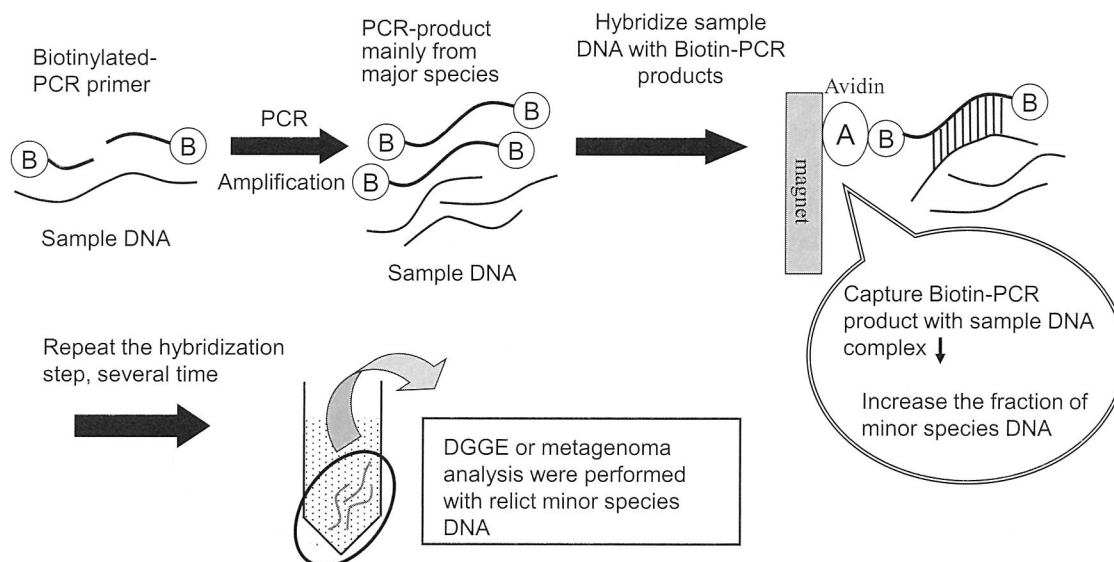 Biotinylated-
PCR primer
B
B
Sample DNA
PCR
Amplification
PCR-product
mainly from
major species
B
B
B
B
Sample DNA
Hybridize sample
DNA with Biotin-PCR
products
magnet
Avidin
A
B
B
Capture Biotin-PCR
product with sample DNA
complex
Increase the fraction of
minor species DNA
Repeat the hybridization
step, several time
DGGE or metagenoma
analysis were performed
with relict minor species
DNA